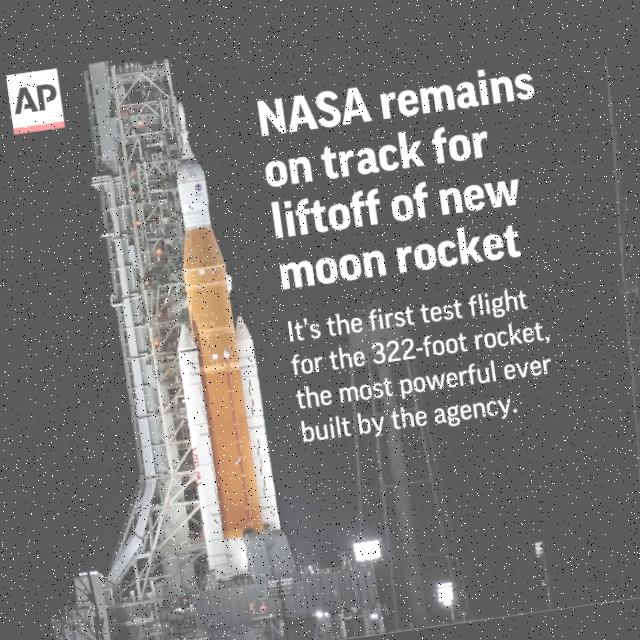 AP
NASA remains
on track for
liftoff of new
moon rocket
It's the first test flight
for the 322-foot rocket,
the most powerful ever
built by the agency.